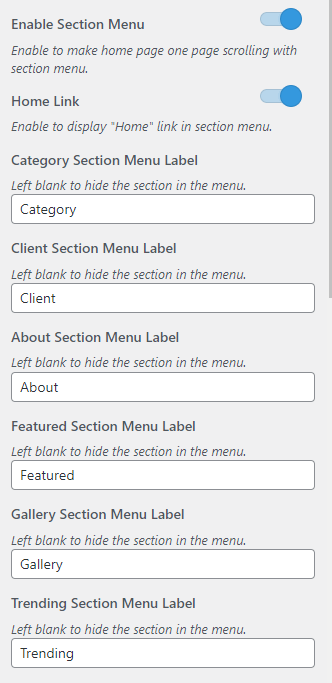 Enable Section Menu
Enable to make home page one page scrolling with
section menu.
Home Link
Enable to display "Home" link in section menu.
Category Section Menu Label
Left blank to hide the section in the menu.
Category
Client Section Menu Label
Left blank to hide the section in the menu.
Client
About Section Menu Label
Left blank to hide the section in the menu.
About
Featured Section Menu Label
Left blank to hide the section in the menu.
Featured
Gallery Section Menu Label
Left blank to hide the section in the menu.
Gallery
Trending Section Menu Label
Left blank to hide the section in the menu.
Trending